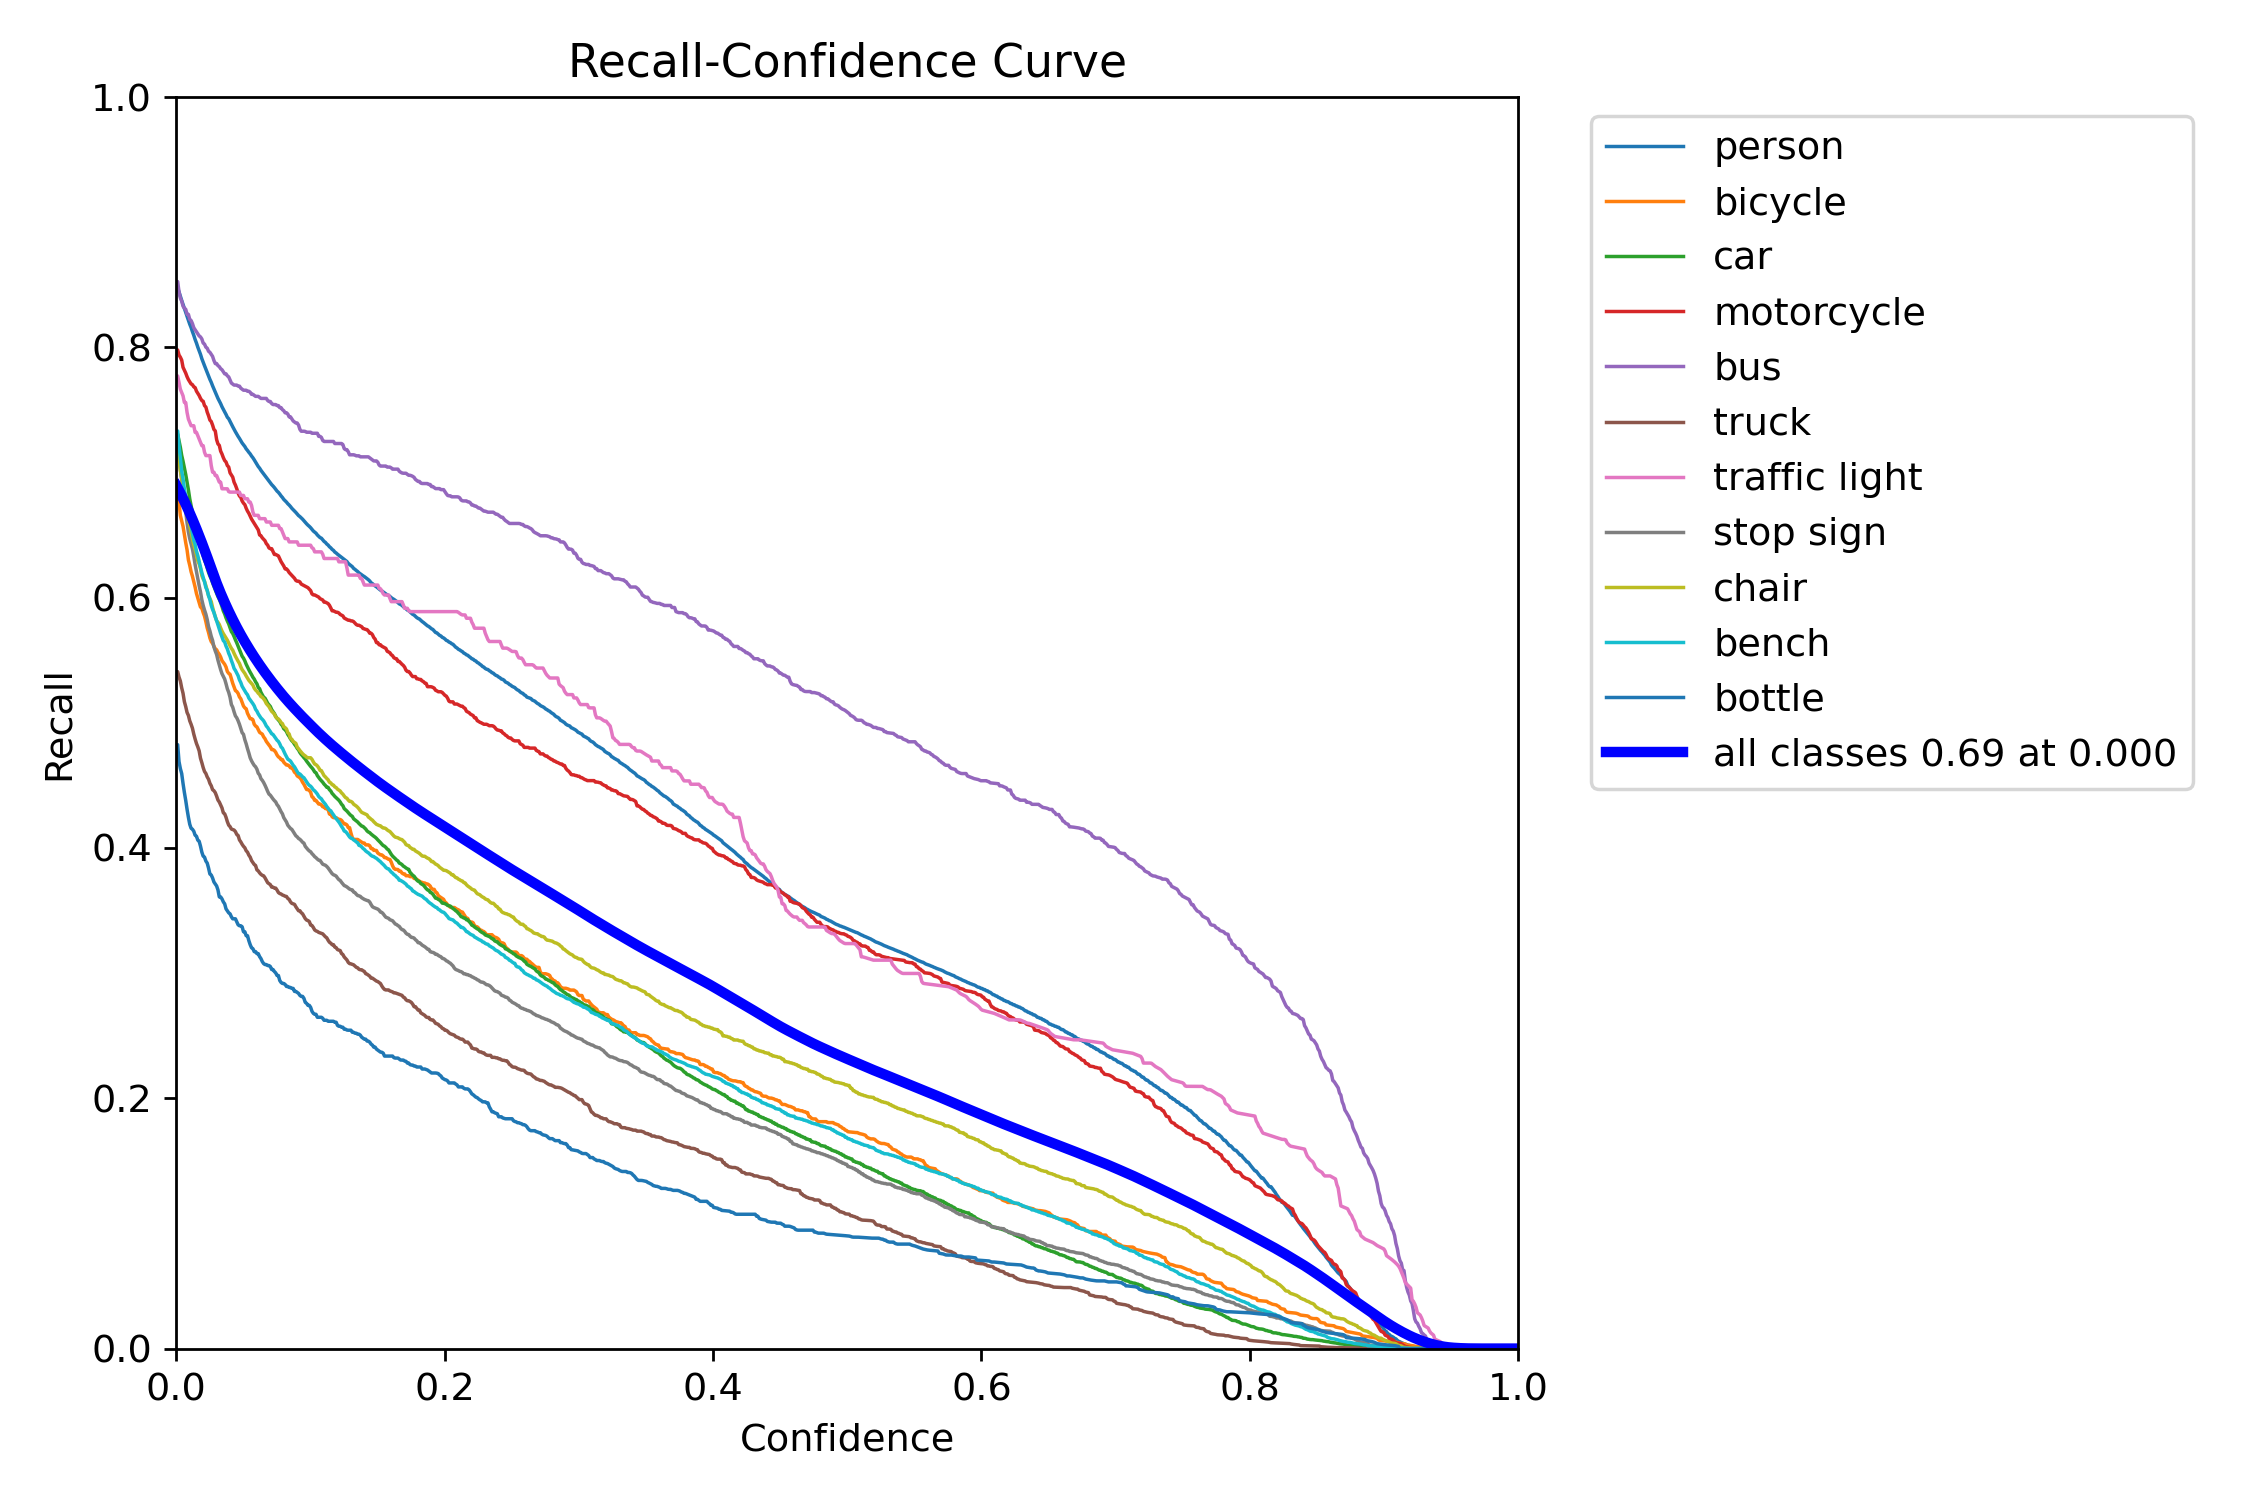 Recall-Confidence Curve
1.0
0.8
0.6
0.4
0.2
0.0
Recall
0.0 0.2 0.4 0.6 0.8 1.0
Confidence
person
bicycle
car
motorcycle
bus
truck
traffic light
stop sign
chair
bench
bottle
all classes 0.69 at 0.000